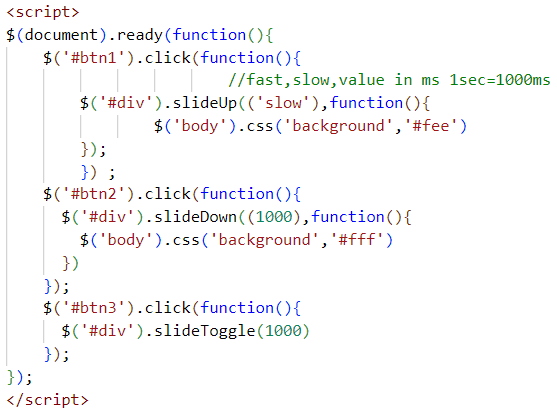 <script>
$(document).ready(function(){
    $('#btn1').click(function(){
                        //fast,slow,value in ms 1sec=1000ms
        $('#div').slideUp(('slow'),function(){
                $('body').css('background','#fee')
        });
        }) ;
    $('#btn2').click(function(){
      $('#div').slideDown((1000),function(){
        $('body').css('background','#fff')
      })
    });
    $('#btn3').click(function(){
      $('#div').slideToggle(1000)
    });
});
</script>